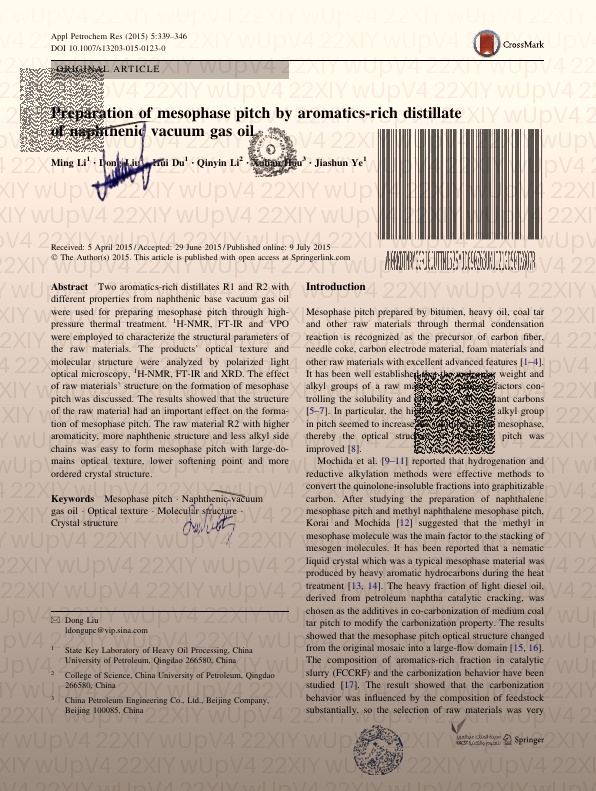 Appl Petrochem Res (2015) 5:339–346
DOI 10.1007/s13203-015-0123-0
CrossMark
ORIGINAL ARTICLE
Preparation of mesophase pitch by aromatics-rich distillate
of naphthenic vacuum gas oil
Ming Li1 · Dong Liu · Hui Du1 · Qinyin Li2 · Hou3 · Jiashun Ye1
Received: 5 April 2015 / Accepted: 29 June 2015 / Published online: 9 July 2015
© The Author(s) 2015. This article is published with open access at Springerlink.com
Abstract Two aromatics-rich distillates R1 and R2 with
different properties from naphthenic base vacuum gas oil
were used for preparing mesophase pitch through high-
pressure thermal treatment. 1H-NMR, FT-IR and VPO
were employed to characterize the structural parameters of
the raw materials. The products' optical texture and
molecular structure were analyzed by polarized light
optical microscopy, 1H-NMR, FT-IR and XRD. The effect
of raw materials' structure on the formation of mesophase
pitch was discussed. The results showed that the structure
of the raw material had an important effect on the forma-
tion of mesophase pitch. The raw material R2 with higher
aromaticity, more naphthenic structure and less alkyl side
chains was easy to form mesophase pitch with large-do-
mains optical texture, lower softening point and more
ordered crystal structure.
Keywords Mesophase pitch · Naphthenic vacuum
gas oil · Optical texture · Molecular structure ·
Crystal structure
Dong Liu
ldongupc@vip.sina.com
1 State Key Laboratory of Heavy Oil Processing, China
University of Petroleum, Qingdao 266580, China
2 College of Science, China University of Petroleum, Qingdao
266580, China
3 China Petroleum Engineering Co., Ltd., Beijing Company,
Beijing 100085, China
Introduction
Mesophase pitch prepared by bitumen, heavy oil, coal tar
and other raw materials through thermal condensation
reaction is recognized as the precursor of carbon fiber,
needle coke, carbon electrode material, foam materials and
other raw materials with excellent advanced features [1–4].
It has been well established that the weight and
alkyl groups of a raw factors con-
trolling the solubility and carbons
[5–7]. In particular, the alkyl group
in pitch seemed to increase mesophase,
thereby the optical pitch was
improved [8].
Mochida et al. [9–11] reported that hydrogenation and
reductive alkylation methods were effective methods to
convert the quinolone-insoluble fractions into graphitizable
carbon. After studying the preparation of naphthalene
mesophase pitch and methyl naphthalene mesophase pitch,
Korai and Mochida [12] suggested that the methyl in
mesophase molecule was the main factor to the stacking of
mesogen molecules. It has been reported that a nematic
liquid crystal which was a typical mesophase material was
produced by heavy aromatic hydrocarbons during the heat
treatment [13, 14]. The heavy fraction of light diesel oil,
derived from petroleum naphtha catalytic cracking, was
chosen as the additives in co-carbonization of medium coal
tar pitch to modify the carbonization property. The results
showed that the mesophase pitch optical structure changed
from the original mosaic into a large-flow domain [15, 16].
The composition of aromatics-rich fraction in catalytic
slurry (FCCRF) and the carbonization behavior have been
studied [17]. The result showed that the carbonization
behavior was influenced by the composition of feedstock
substantially, so the selection of raw materials was very
Springer